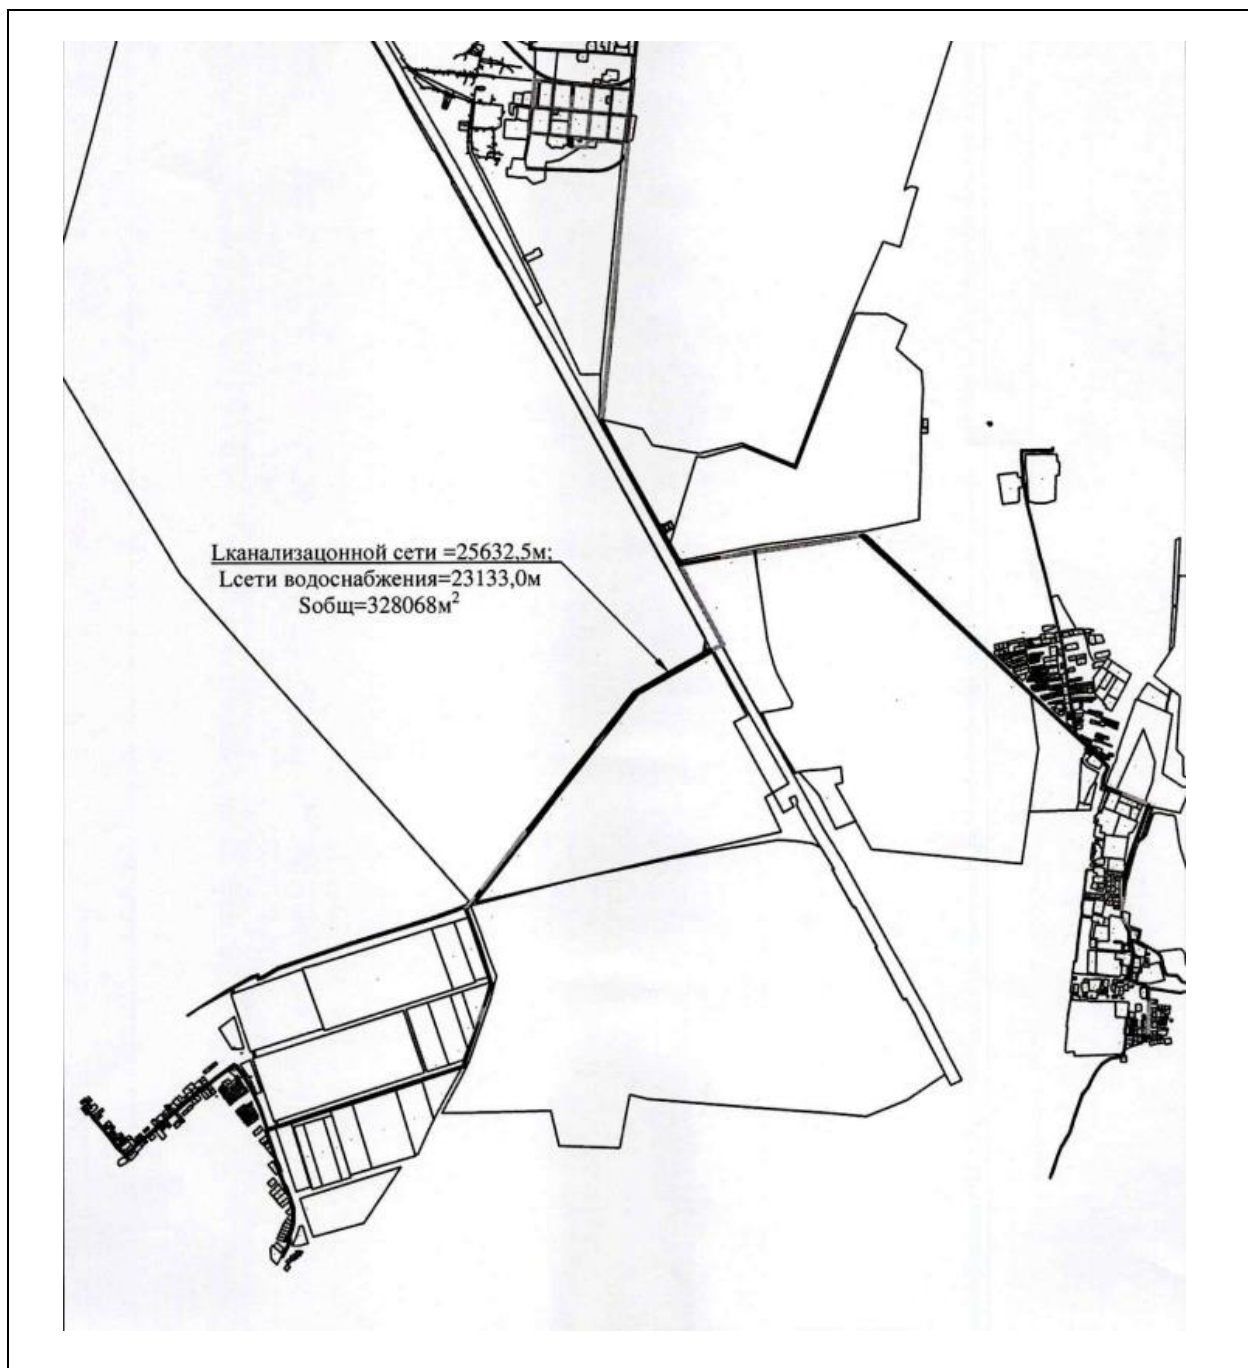 Lканализацонной сети =25632,5м;
Lсети водоснабжения=23133,0м
Sобщ=328068м²